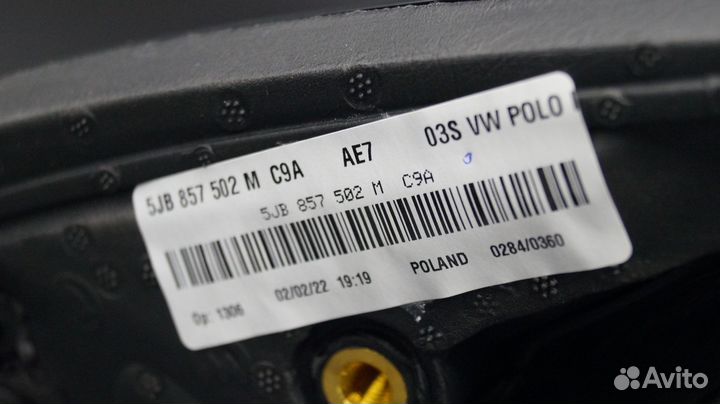 5JB 857 502 M C9A AE7 03S VW POLO
5JB 857 502 M C9A
Op: 1306 02/02/22 19:19 POLAND 0284/0360
Avito